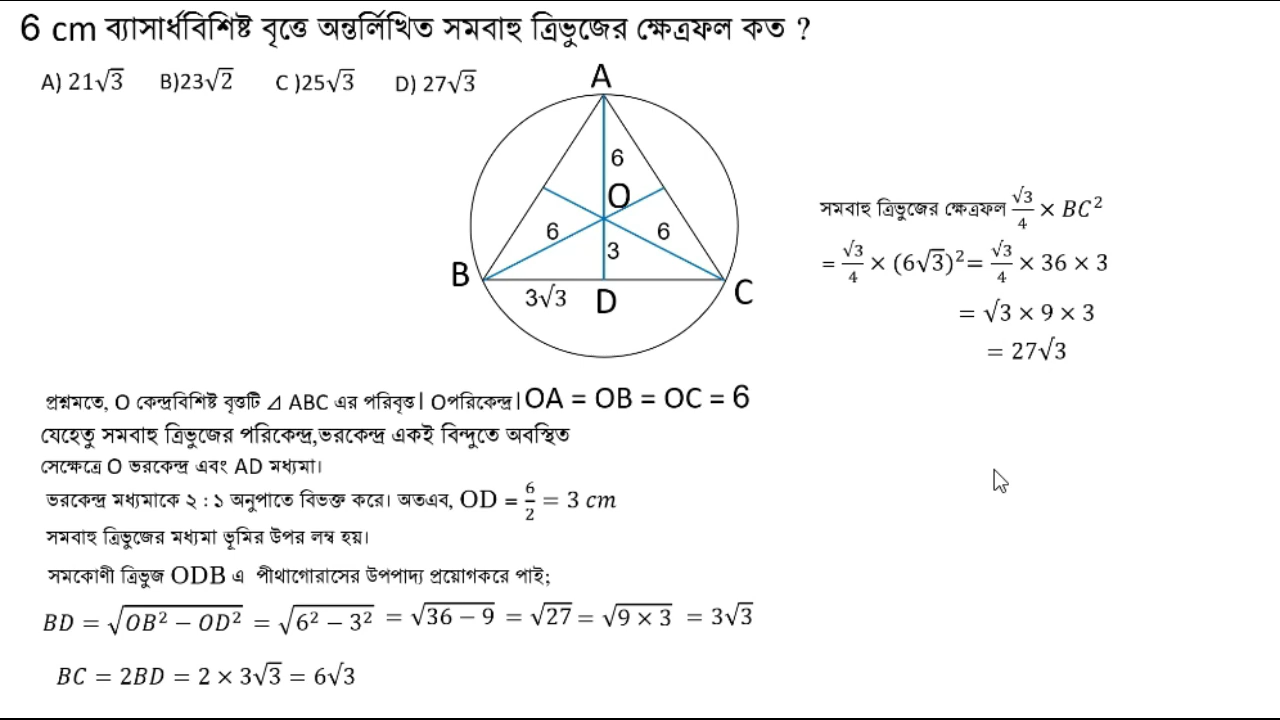 6 cm ব্যাসার্ধবিশিষ্ট বৃত্তে অন্তর্লিখিত সমবাহু ত্রিভুজের ক্ষেত্রফল কত ?
A) 21√3 B)23√2 C )25√3 D) 27√3
A
6
O
6 6
3
B
C
3√3 D
সমবাহু ত্রিভুজের ক্ষেত্রফল √3/4 × BC²
= √3/4 × (6√3)²= √3/4 × 36 × 3
= √3 × 9 × 3
= 27√3
প্রশ্নমতে, O কেন্দ্রবিশিষ্ট বৃত্তটি ⊿ ABC এর পরিবৃত্ত| Oপরিকেন্দ্র| OA = OB = OC = 6
যেহেতু সমবাহু ত্রিভুজের পরিকেন্দ্র,ভরকেন্দ্র একই বিন্দুতে অবস্থিত
সেক্ষেত্রে O ভরকেন্দ্র এবং AD মধ্যমা।
ভরকেন্দ্র মধ্যমাকে ২ : ১ অনুপাতে বিভক্ত করে। অতএব, OD = 6/2 = 3 cm
সমবাহু ত্রিভুজের মধ্যমা ভূমির উপর লম্ব হয়।
সমকোণী ত্রিভুজ ODB এ পীথাগোরাসের উপপাদ্য প্রয়োগকরে পাই;
BD = √(OB² − OD²) = √(6² − 3²) = √(36 − 9) = √27 = √(9 × 3) = 3√3
BC = 2BD = 2 × 3√3 = 6√3